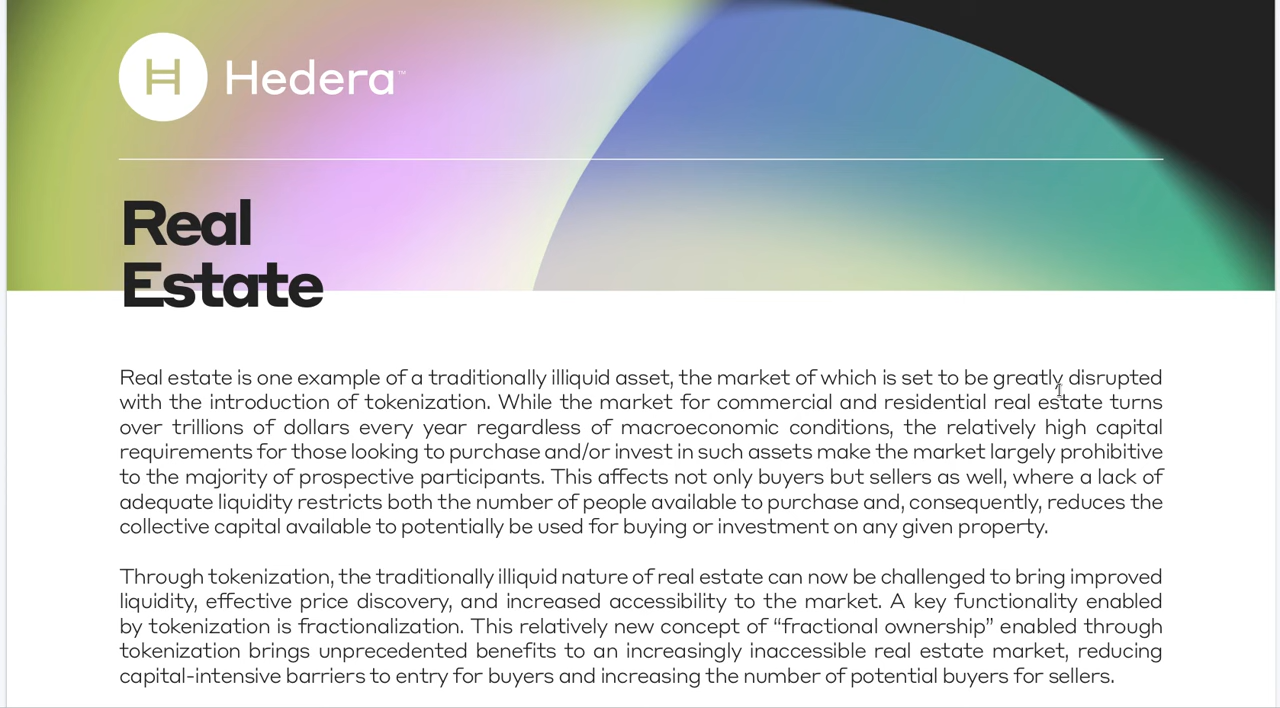 Hedera™
Real
Estate
Real estate is one example of a traditionally illiquid asset, the market of which is set to be greatly disrupted
with the introduction of tokenization. While the market for commercial and residential real estate turns
over trillions of dollars every year regardless of macroeconomic conditions, the relatively high capital
requirements for those looking to purchase and/or invest in such assets make the market largely prohibitive
to the majority of prospective participants. This affects not only buyers but sellers as well, where a lack of
adequate liquidity restricts both the number of people available to purchase and, consequently, reduces the
collective capital available to potentially be used for buying or investment on any given property.
Through tokenization, the traditionally illiquid nature of real estate can now be challenged to bring improved
liquidity, effective price discovery, and increased accessibility to the market. A key functionality enabled
by tokenization is fractionalization. This relatively new concept of “fractional ownership” enabled through
tokenization brings unprecedented benefits to an increasingly inaccessible real estate market, reducing
capital-intensive barriers to entry for buyers and increasing the number of potential buyers for sellers.